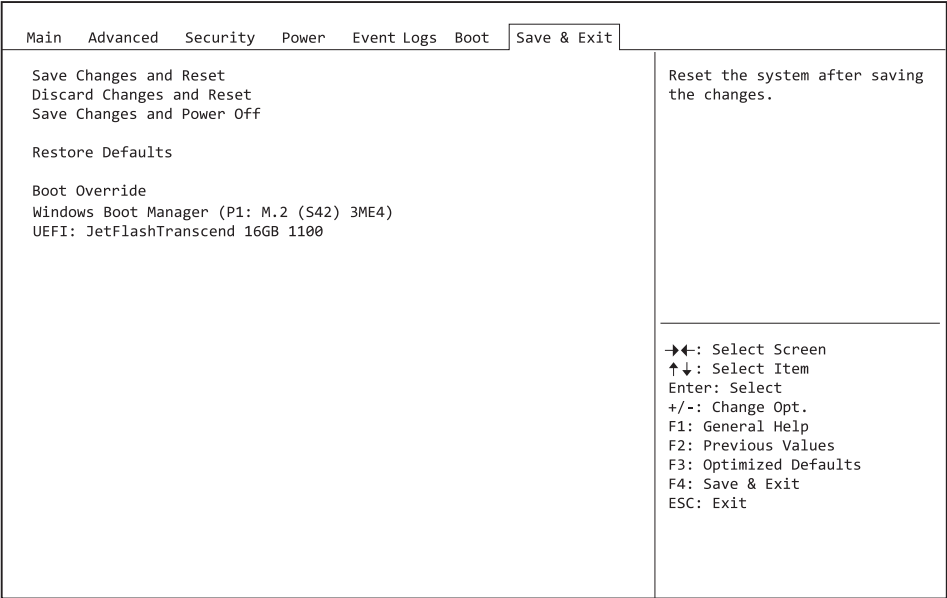 Main Advanced Security Power Event Logs Boot Save & Exit
Save Changes and Reset
Discard Changes and Reset
Save Changes and Power Off
Restore Defaults
Boot Override
Windows Boot Manager (P1: M.2 (S42) 3ME4)
UEFI: JetFlashTranscend 16GB 1100
Reset the system after saving
the changes.
→←: Select Screen
↑↓: Select Item
Enter: Select
+/-: Change Opt.
F1: General Help
F2: Previous Values
F3: Optimized Defaults
F4: Save & Exit
ESC: Exit